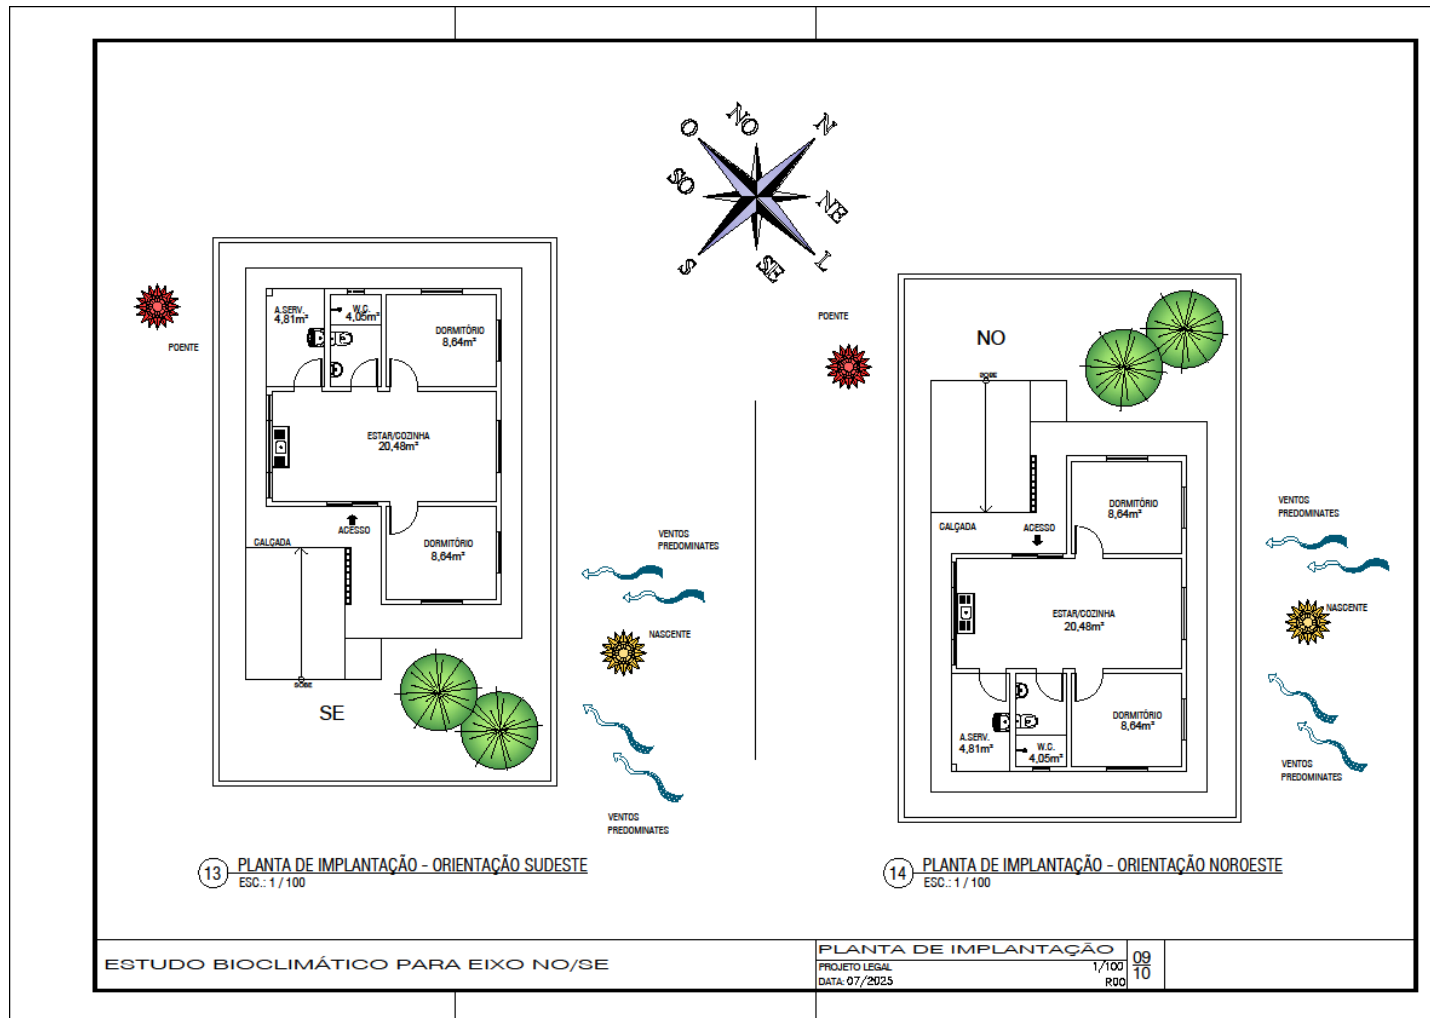 NO
O
N
SO
NE
S
SE
L
POENTE
A.SERV.
4,81m²
W.C.
4,05m²
DORMITÓRIO
8,64m²
ESTAR/COZINHA
20,48m²
ACESSO
CALÇADA
DORMITÓRIO
8,64m²
SOBE
SE
VENTOS
PREDOMINATES
NASCENTE
VENTOS
PREDOMINATES
13
PLANTA DE IMPLANTAÇÃO - ORIENTAÇÃO SUDESTE
ESC.: 1 / 100
POENTE
NO
SOBE
DORMITÓRIO
8,64m²
CALÇADA
ACESSO
ESTAR/COZINHA
20,48m²
A.SERV.
4,81m²
W.C.
4,05m²
DORMITÓRIO
8,64m²
VENTOS
PREDOMINATES
NASCENTE
VENTOS
PREDOMINATES
14
PLANTA DE IMPLANTAÇÃO - ORIENTAÇÃO NOROESTE
ESC.: 1 / 100
ESTUDO BIOCLIMÁTICO PARA EIXO NO/SE
PLANTA DE IMPLANTAÇÃO
PROJETO LEGAL 1/100
DATA: 07/2025 R00
09
10